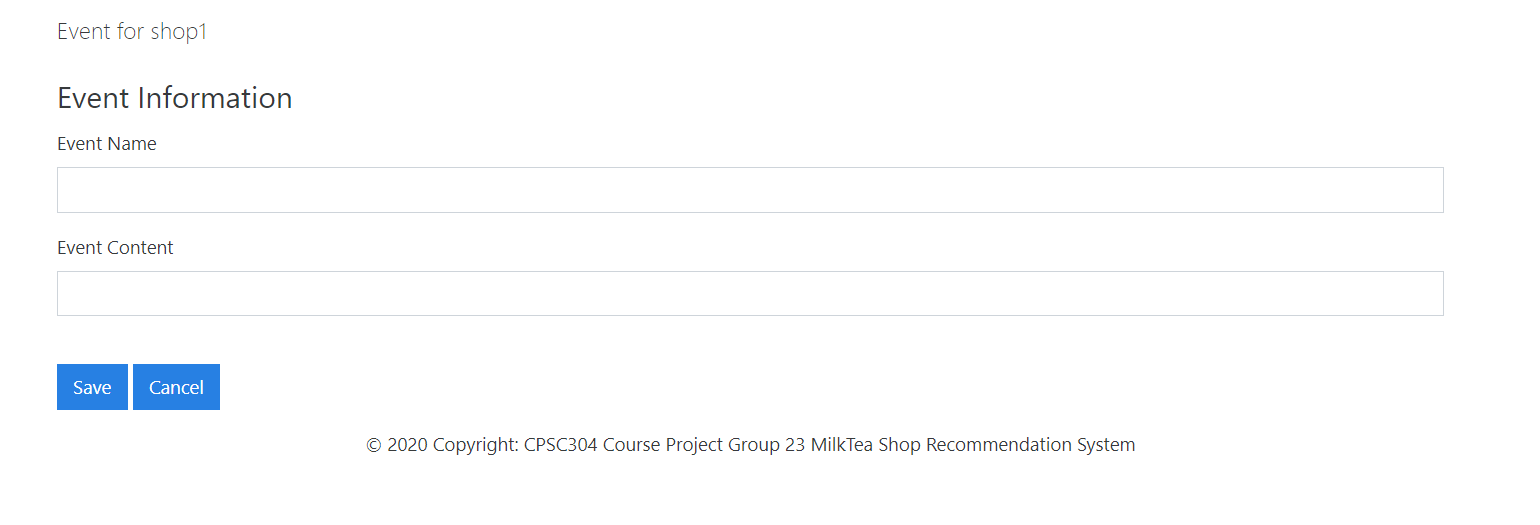 Event for shop1
Event Information
Event Name
Event Content
Save Cancel
© 2020 Copyright: CPSC304 Course Project Group 23 MilkTea Shop Recommendation System